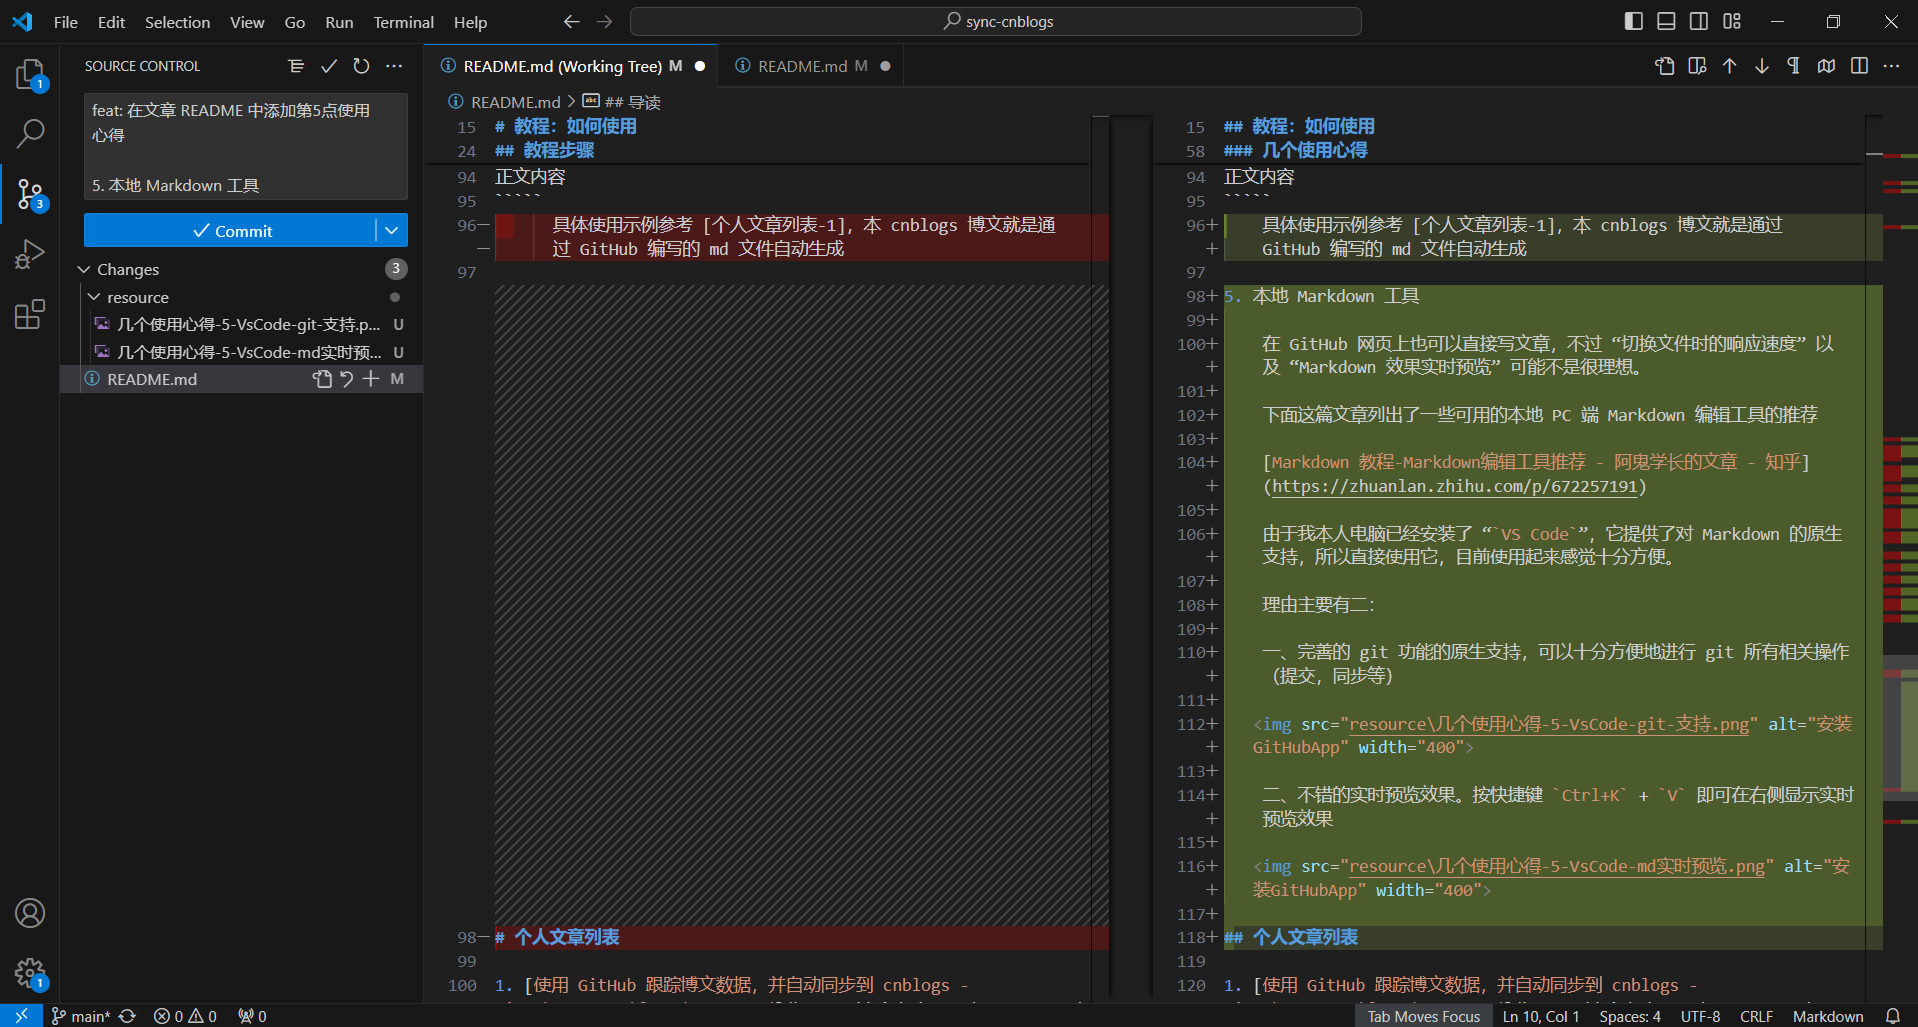 File Edit Selection View Go Run Terminal Help
sync-cnblogs
SOURCE CONTROL
feat: 在文章 README 中添加第5点使用
心得
5. 本地 Markdown 工具
Commit
Changes 3
resource
几个使用心得-5-VsCode-git-支持.p... U
几个使用心得-5-VsCode-md实时预... U
README.md M
1
3
1
README.md (Working Tree) M
README.md M
README.md > ## 导读
15 # 教程：如何使用
24 ## 教程步骤
94 正文内容
95 `````
96 具体使用示例参考 [个人文章列表-1]，本 cnblogs 博文就是通
过 GitHub 编写的 md 文件自动生成
97
98 # 个人文章列表
99
100 1. [使用 GitHub 跟踪博文数据，并自动同步到 cnblogs -
15 ## 教程：如何使用
58 ### 几个使用心得
94 正文内容
95 `````
96+ 具体使用示例参考 [个人文章列表-1]，本 cnblogs 博文就是通过
+ GitHub 编写的 md 文件自动生成
97
98+ 5. 本地 Markdown 工具
99+
100+ 在 GitHub 网页上也可以直接写文章，不过“切换文件时的响应速度”以
+ 及“Markdown 效果实时预览”可能不是很理想。
101+
102+ 下面这篇文章列出了一些可用的本地 PC 端 Markdown 编辑工具的推荐
103+
104+ [Markdown 教程-Markdown编辑工具推荐 - 阿鬼学长的文章 - 知乎]
+ (https://zhuanlan.zhihu.com/p/672257191)
105+
106+ 由于我本人电脑已经安装了“`VS Code`”，它提供了对 Markdown 的原生
+ 支持，所以直接使用它，目前使用起来感觉十分方便。
107+
108+ 理由主要有二：
109+
110+ 一、完善的 git 功能的原生支持，可以十分方便地进行 git 所有相关操作
+ （提交，同步等）
111+
112+ <img src="resource\几个使用心得-5-VsCode-git-支持.png" alt="安装
+ GitHubApp" width="400">
113+
114+ 二、不错的实时预览效果。按快捷键 `Ctrl+K` + `V` 即可在右侧显示实时
+ 预览效果
115+
116+ <img src="resource\几个使用心得-5-VsCode-md实时预览.png" alt="安
+ 装GitHubApp" width="400">
117+
118+ ## 个人文章列表
119
120 1. [使用 GitHub 跟踪博文数据，并自动同步到 cnblogs -
main* 0 0 0 Tab Moves Focus Ln 10, Col 1 Spaces: 4 UTF-8 CRLF Markdown